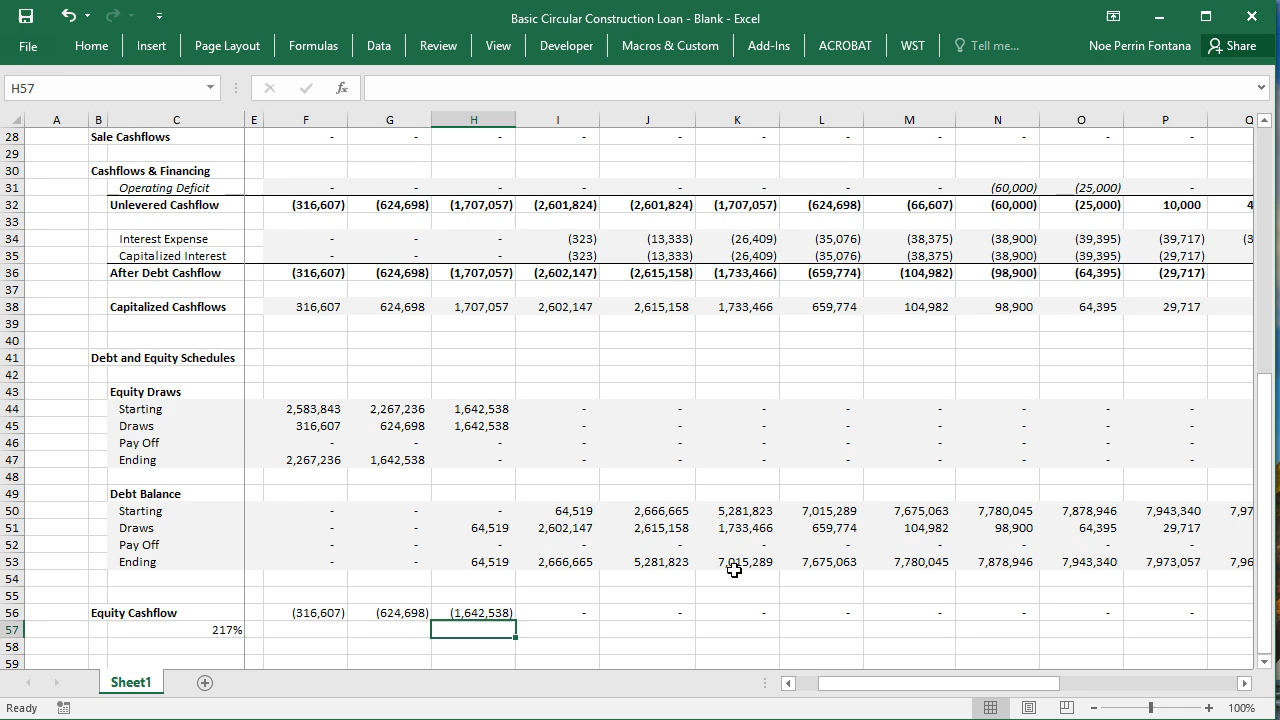 Basic Circular Construction Loan - Blank - Excel
File Home Insert Page Layout Formulas Data Review View Developer Macros & Custom Add-Ins ACROBAT WST Tell me... Noe Perrin Fontana Share
H57 fx
A B C E F G H I J K L M N O P Q
28 Sale Cashflows - - - - - - - - - - -
29
30 Cashflows & Financing
31 Operating Deficit - - - - - - - - (60,000) (25,000) -
32 Unlevered Cashflow (316,607) (624,698) (1,707,057) (2,601,824) (2,601,824) (1,707,057) (624,698) (66,607) (60,000) (25,000) 10,000 4
34 Interest Expense - - - (323) (13,333) (26,409) (35,076) (38,375) (38,900) (39,395) (39,717) (3
35 Capitalized Interest - - - (323) (13,333) (26,409) (35,076) (38,375) (38,900) (39,395) (29,717)
36 After Debt Cashflow (316,607) (624,698) (1,707,057) (2,602,147) (2,615,158) (1,733,466) (659,774) (104,982) (98,900) (64,395) (29,717)
37
38 Capitalized Cashflows 316,607 624,698 1,707,057 2,602,147 2,615,158 1,733,466 659,774 104,982 98,900 64,395 29,717
39
40
41 Debt and Equity Schedules
42
43 Equity Draws
44 Starting 2,583,843 2,267,236 1,642,538 - - - - - - - -
45 Draws 316,607 624,698 1,642,538 - - - - - - - -
46 Pay Off - - - - - - - - - - -
47 Ending 2,267,236 1,642,538 - - - - - - - - -
48
49 Debt Balance
50 Starting - - - 64,519 2,666,665 5,281,823 7,015,289 7,675,063 7,780,045 7,878,946 7,943,340 7,97
51 Draws - - 64,519 2,602,147 2,615,158 1,733,466 659,774 104,982 98,900 64,395 29,717
52 Pay Off - - - - - - - - - - -
53 Ending - - 64,519 2,666,665 5,281,823 7,015,289 7,675,063 7,780,045 7,878,946 7,943,340 7,973,057 7,96
54
55
56 Equity Cashflow (316,607) (624,698) (1,642,538) - - - - - - - -
57 217%
58
59
Sheet1
Ready 100%